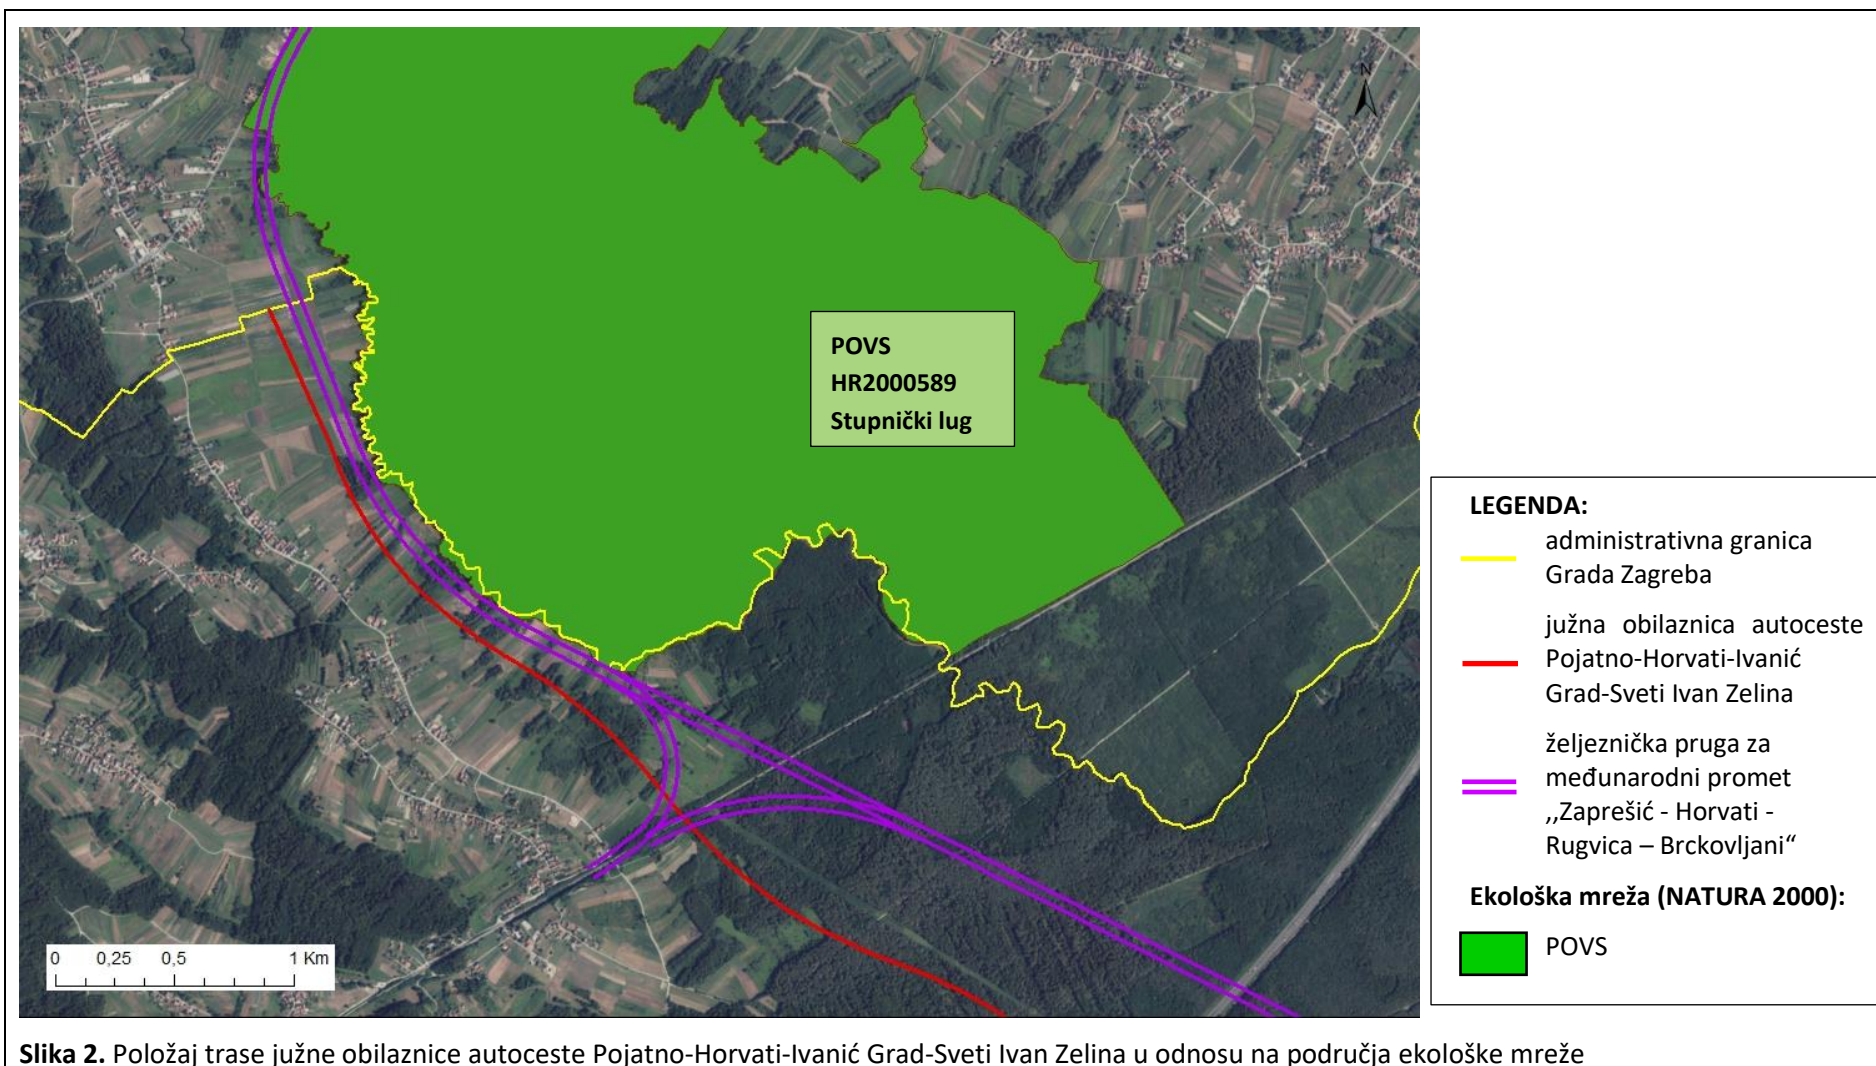 N
POVS
HR2000589
Stupnički lug
LEGENDA:
administrativna granica
Grada Zagreba
južna obilaznica autoceste
Pojatno-Horvati-Ivanić
Grad-Sveti Ivan Zelina
željeznička pruga za
međunarodni promet
,,Zaprešić - Horvati -
Rugvica – Brckovljani“
Ekološka mreža (NATURA 2000):
POVS
0 0,25 0,5 1 Km
Slika 2. Položaj trase južne obilaznice autoceste Pojatno-Horvati-Ivanić Grad-Sveti Ivan Zelina u odnosu na područja ekološke mreže